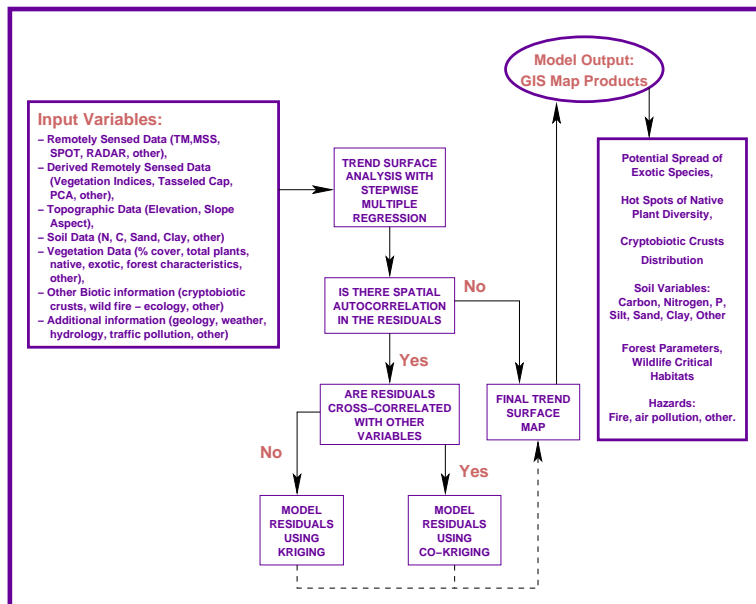 Input Variables:
– Remotely Sensed Data (TM,MSS,
SPOT, RADAR, other),
– Derived Remotely Sensed Data
(Vegetation Indices, Tasseled Cap,
PCA, other),
– Topographic Data (Elevation, Slope
Aspect),
– Soil Data (N, C, Sand, Clay, other)
– Vegetation Data (% cover, total plants,
native, exotic, forest characteristics,
other),
– Other Biotic information (cryptobiotic
crusts, wild fire – ecology, other)
– Additional information (geology, weather,
hydrology, traffic pollution, other)
TREND SURFACE
ANALYSIS WITH
STEPWISE
MULTIPLE
REGRESSION
IS THERE SPATIAL
AUTOCORRELATION
IN THE RESIDUALS
No
Yes
ARE RESIDUALS
CROSS–CORRELATED
WITH OTHER
VARIABLES
No
Yes
MODEL
RESIDUALS
USING
KRIGING
MODEL
RESIDUALS
USING
CO–KRIGING
FINAL TREND
SURFACE
MAP
Model Output:
GIS Map Products
Potential Spread of
Exotic Species,
Hot Spots of Native
Plant Diversity,
Cryptobiotic Crusts
Distribution
Soil Variables:
Carbon, Nitrogen, P,
Silt, Sand, Clay, Other
Forest Parameters,
Wildlife Critical
Habitats
Hazards:
Fire, air pollution, other.